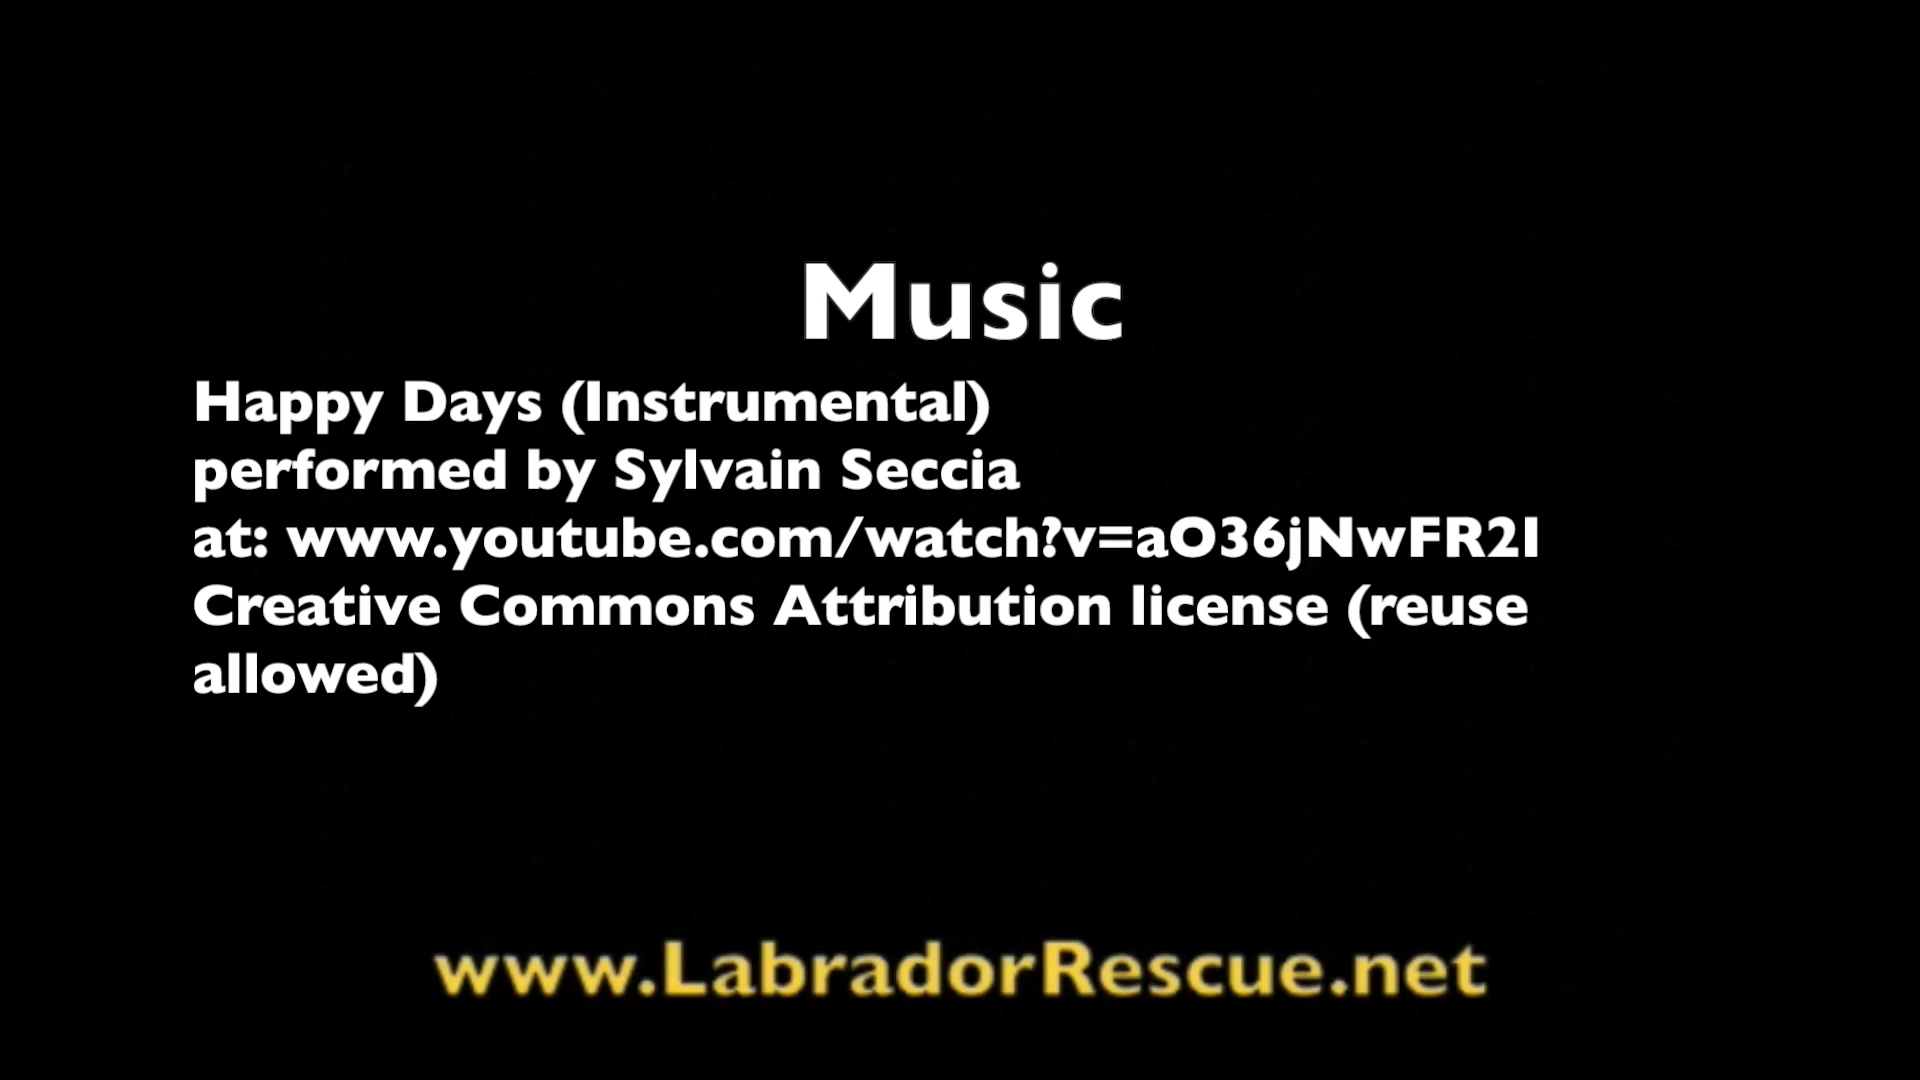 Music
Happy Days (Instrumental)
performed by Sylvain Seccia
at: www.youtube.com/watch?v=aO36jNwFR2I
Creative Commons Attribution license (reuse
allowed)
www.LabradorRescue.net